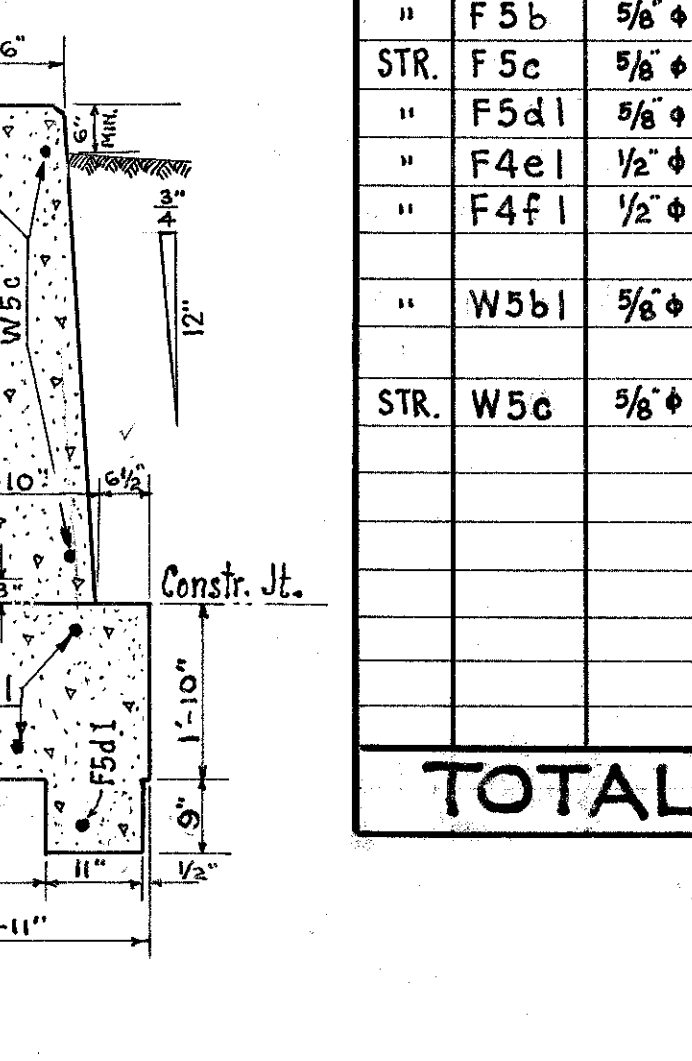 6"
6"
MIN.
3"
4
12"
W5c
10"
6½"
3"
Constr. Jt.
1'-10"
1
F5d1
9"
11"
1/2"
-11"
" F5b 5/8"ϕ
STR. F5c 5/8"ϕ
" F5d1 5/8"ϕ
" F4e1 1/2"ϕ
" F4f1 1/2"ϕ
" W5b1 5/8"ϕ
STR. W5c 5/8"ϕ
TOTAL